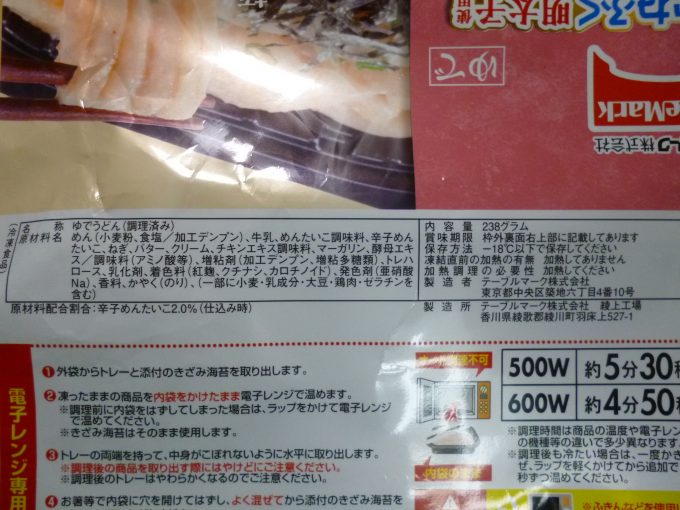 ねふく明太子使用
ゆで
eMark
ーク株式会社
(冷凍食品)
名 称 ゆでうどん(調理済み)
原材料名 めん(小麦粉、食塩/加工デンプン)、牛乳、めんたいこ調味料、辛子めん
たいこ、ねぎ、バター、クリーム、チキンエキス調味料、マーガリン、酵母エ
キス/調味料(アミノ酸等)、増粘剤(加工デンプン、増粘多糖類)、トレハ
ロース、乳化剤、着色料(紅麹、クチナシ、カロチノイド)、発色剤(亜硝酸
Na)、香料、かやく(のり)、(一部に小麦・乳成分・大豆・鶏肉・ゼラチンを
含む)
原材料配合割合:辛子めんたいこ2.0%(仕込み時)
内容量 238グラム
賞味期限 枠外裏面右上部に記載してあります
保存方法 −18℃以下で保存してください
凍結前の加熱の有無 加熱してありません
加熱調理の必要性 加熱してください
製造者 テーブルマーク株式会社
東京都中央区築地六丁目4番10号
製造所 テーブルマーク株式会社 綾上工場
香川県綾歌郡綾川町羽床上527-1
電子レンジ専用
1 外袋からトレーと添付のきざみ海苔を取り出します。
2 凍ったままの商品を内袋をかけたまま電子レンジで温めます。
※調理前に内袋をはずしてしまった場合は、ラップをかけて電子レンジ
で温めてください。
※きざみ海苔はそのまま使用します。
3 トレーの両端を持って、中身がこぼれないように水平に取り出します。
※調理後の商品を取り出す際にはやけどにご注意ください。
※調理後のトレーはやわらかくなるのでご注意ください。
4 お箸等で内袋に穴を開けてはずし、よく混ぜてから添付のきざみ海苔を
不可
内袋の
500W 約5分30秒
600W 約4分50秒
※調理時間は商品の温度や電子レン
の機種等の違いで多少異なります。
※調理後も冷たい場合は、一度かき
ぜ、ラップを軽くかけてから追加で
秒ずつ温めてください。
※ふきんなどを使用し